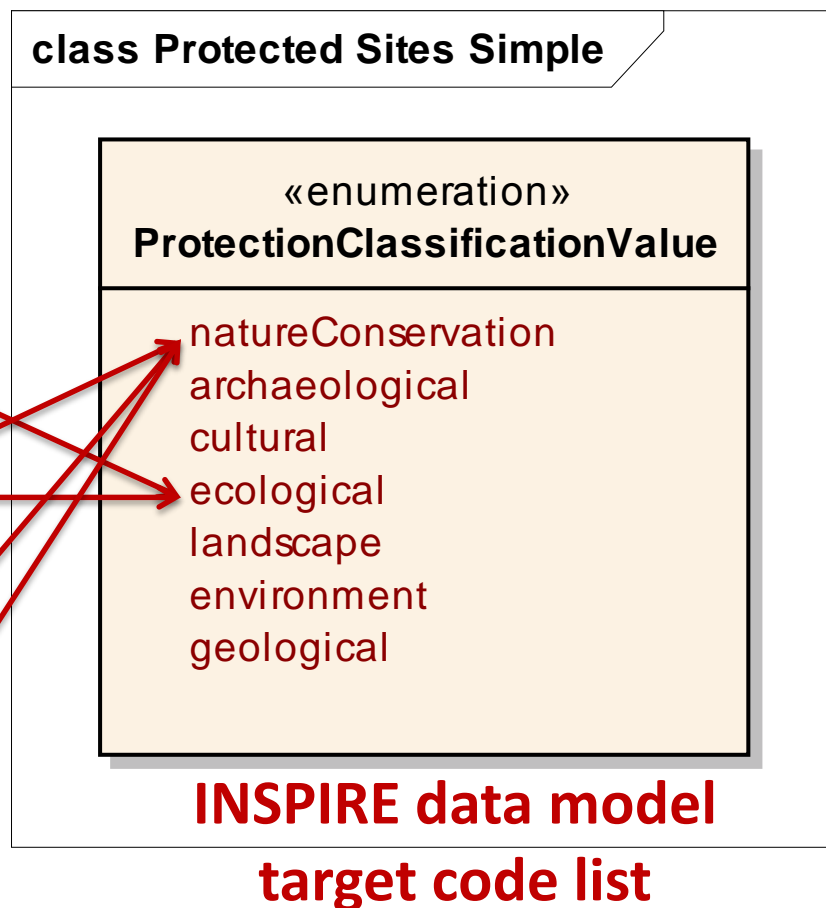 class Protected Sites Simple
«enumeration»
ProtectionClassificationValue
natureConservation
archaeological
cultural
ecological
landscape
environment
geological
INSPIRE data model
target code list